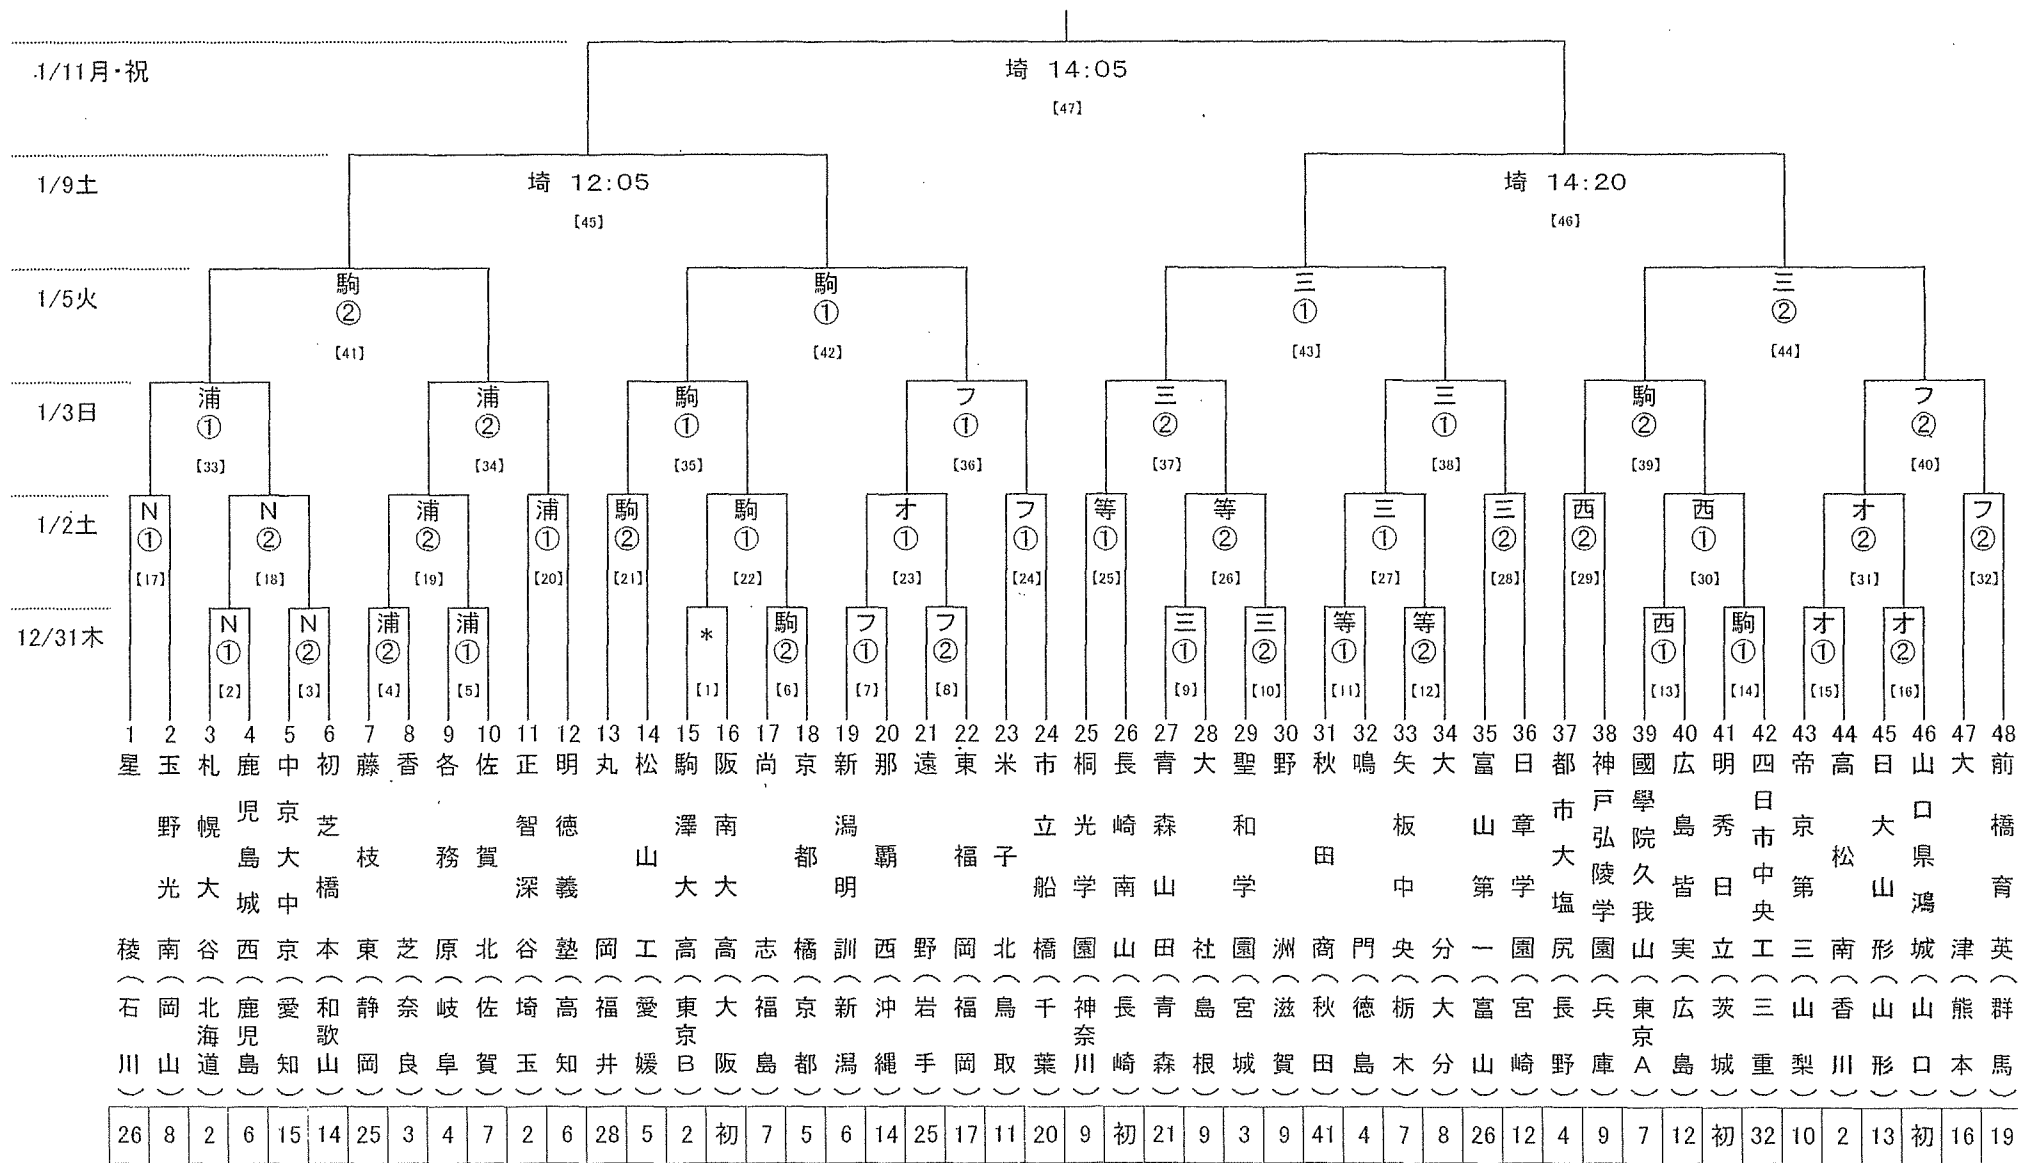 1/11月・祝
埼 14:05
【47】
1/9土
埼 12:05
埼 14:20
【45】
【46】
1/5火
駒 駒 三 三
② ① ① ②
【41】 【42】 【43】 【44】
1/3日
浦 浦 駒 フ 三 三 駒 フ
① ② ① ① ② ① ② ②
【33】 【34】 【35】 【36】 【37】 【38】 【39】 【40】
1/2土
N N 浦 浦 駒 駒 オ フ 等 等 三 三 西 西 オ フ
① ② ② ① ② ① ① ① ① ② ① ② ② ① ② ②
【17】 【18】 【19】 【20】 【21】 【22】 【23】 【24】 【25】 【26】 【27】 【28】 【29】 【30】 【31】 【32】
12/31木
N N 浦 浦 * 駒 フ フ 三 三 等 等 西 駒 オ オ
① ② ② ① ② ① ② ① ② ① ② ① ① ① ②
【2】 【3】 【4】 【5】 【1】 【6】 【7】 【8】 【9】 【10】 【11】 【12】 【13】 【14】 【15】 【16】
1 星稜（石川） 26
2 玉野光南（岡山） 8
3 札幌大谷（北海道） 2
4 鹿児島城西（鹿児島） 6
5 中京大中京（愛知） 15
6 初芝橋本（和歌山） 14
7 藤枝東（静岡） 25
8 香芝（奈良） 3
9 各務原（岐阜） 4
10 佐賀北（佐賀） 7
11 正智深谷（埼玉） 2
12 明徳義塾（高知） 6
13 丸岡（福井） 28
14 松山工（愛媛） 5
15 駒澤大高（東京B） 2
16 阪南大高（大阪） 初
17 尚志（福島） 7
18 京都橘（京都） 5
19 新潟明訓（新潟） 6
20 那覇西（沖縄） 14
21 遠野（岩手） 25
22 東福岡（福岡） 17
23 米子北（鳥取） 11
24 市立船橋（千葉） 20
25 桐光学園（神奈川） 9
26 長崎南山（長崎） 初
27 青森山田（青森） 21
28 大社（島根） 9
29 聖和学園（宮城） 3
30 野洲（滋賀） 9
31 秋田商（秋田） 41
32 鳴門（徳島） 4
33 矢板中央（栃木） 7
34 大分（大分） 8
35 富山第一（富山） 26
36 日章学園（宮崎） 12
37 都市大塩尻（長野） 4
38 神戸弘陵学園（兵庫） 9
39 國學院久我山（東京A） 7
40 広島皆実（広島） 12
41 明秀日立（茨城） 初
42 四日市中央工（三重） 32
43 帝京第三（山梨） 10
44 高松南（香川） 2
45 日大山形（山形） 13
46 山口県鴻城（山口） 初
47 大津（熊本） 16
48 前橋育英（群馬） 19